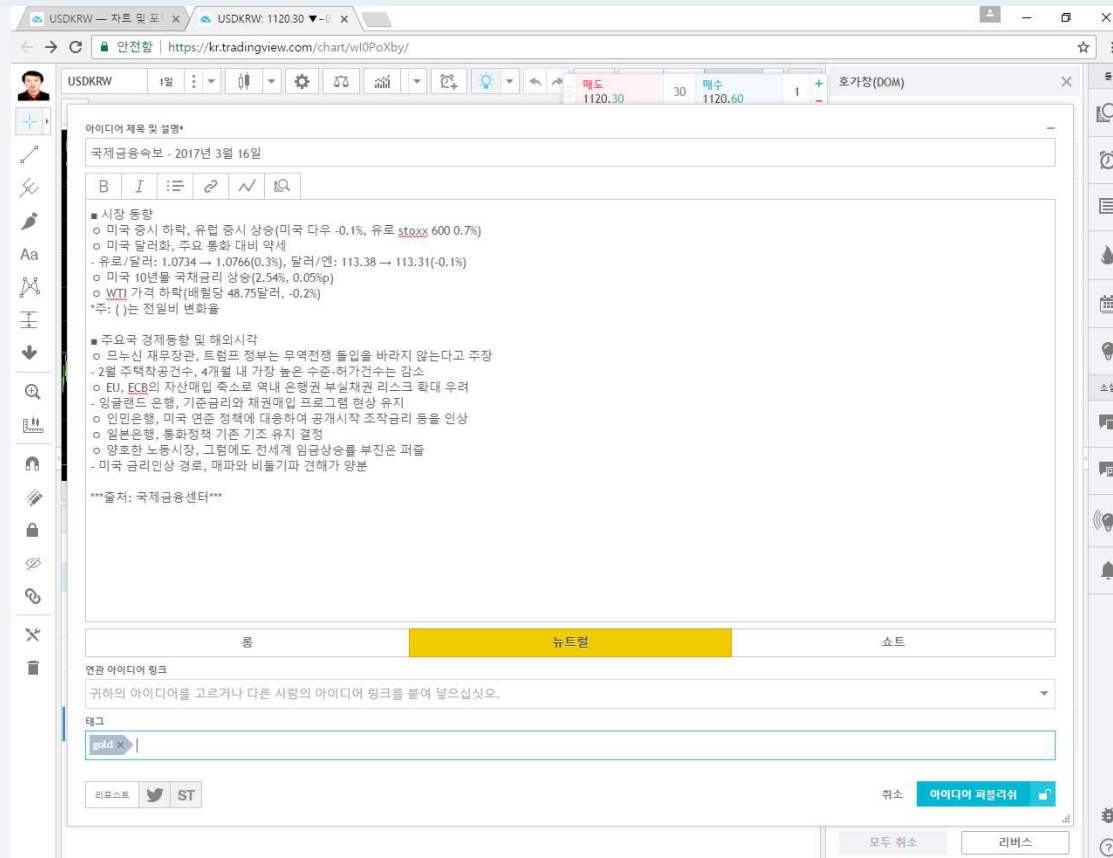 USDKRW — 차트 및 포
USDKRW: 1120.30 ▼−0
안전함 | https://kr.tradingview.com/chart/wI0PoXby/
USDKRW 1일
매도 1120.30
30
매수 1120.60
1
호가창(DOM)
아이디어 제목 및 설명*
국제금융속보 - 2017년 3월 16일
B I
■ 시장 동향
ㅇ 미국 증시 하락, 유럽 증시 상승(미국 다우 -0.1%, 유로 stoxx 600 0.7%)
ㅇ 미국 달러화, 주요 통화 대비 약세
- 유로/달러: 1.0734 → 1.0766(0.3%), 달러/엔: 113.38 → 113.31(-0.1%)
ㅇ 미국 10년물 국채금리 상승(2.54%, 0.05%p)
ㅇ WTI 가격 하락(배럴당 48.75달러, -0.2%)
*주: ( )는 전일비 변화율
■ 주요국 경제동향 및 해외시각
ㅇ 므누신 재무장관, 트럼프 정부는 무역전쟁 돌입을 바라지 않는다고 주장
- 2월 주택착공건수, 4개월 내 가장 높은 수준·허가건수는 감소
ㅇ EU, ECB의 자산매입 축소로 역내 은행권 부실채권 리스크 확대 우려
- 잉글랜드 은행, 기준금리와 채권매입 프로그램 현상 유지
ㅇ 인민은행, 미국 연준 정책에 대응하여 공개시작 조작금리 등을 인상
ㅇ 일본은행, 통화정책 기존 기조 유지 결정
ㅇ 양호한 노동시장, 그럼에도 전세계 임금상승률 부진은 퍼즐
- 미국 금리인상 경로, 매파와 비둘기파 견해가 양분
***출처: 국제금융센터***
롱
뉴트럴
쇼트
연관 아이디어 링크
귀하의 아이디어를 고르거나 다른 사람의 아이디어 링크를 붙여 넣으십싯오.
태그
gold ×
리포스트 ST
취소
아이디어 퍼블리쉬
모두 취소
리버스
Aa